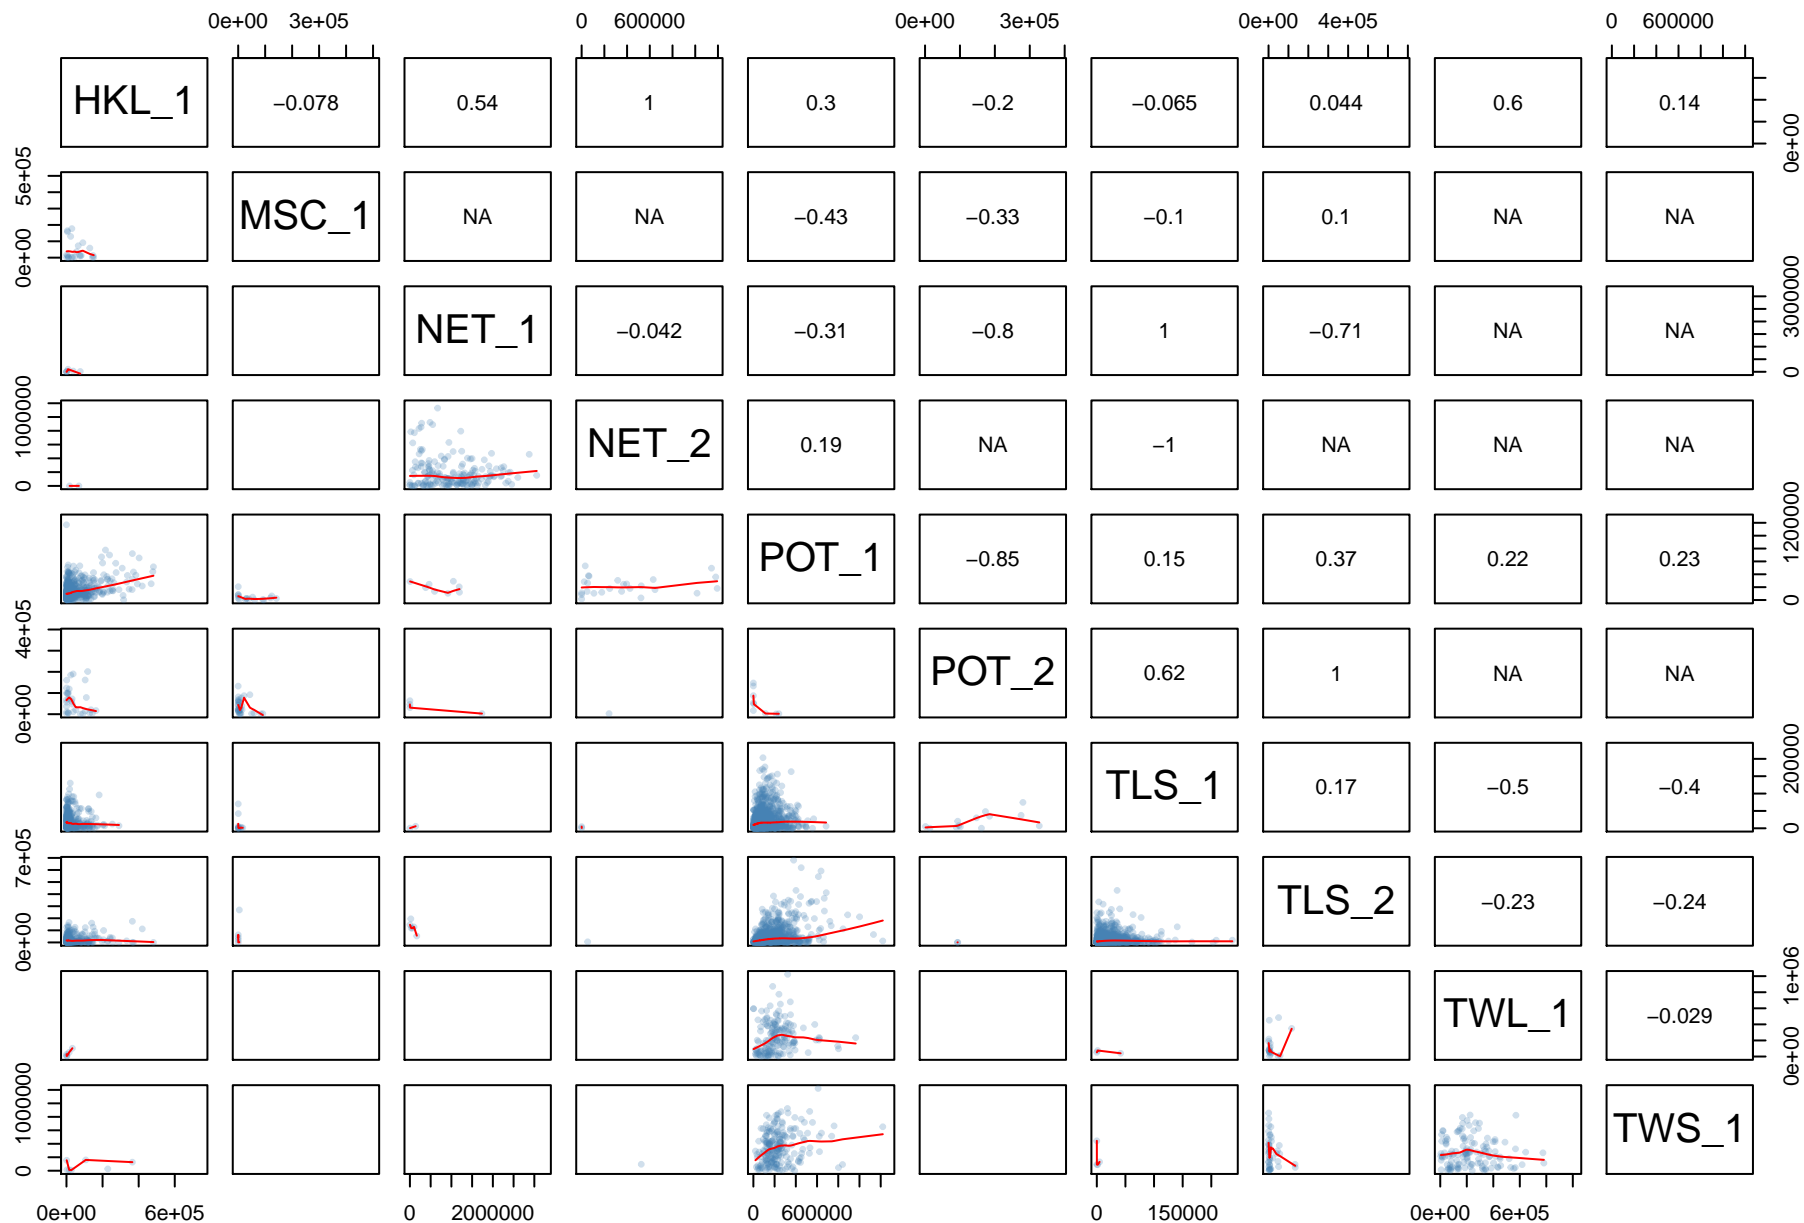 0e+00 3e+05 0 600000 0e+00 3e+05 0e+00 4e+05 0 600000
HKL_1 −0.078 0.54 1 0.3 −0.2 −0.065 0.044 0.6 0.14 0e+00
0e+00 5e+05 MSC_1 NA NA −0.43 −0.33 −0.1 0.1 NA NA
NET_1 −0.042 −0.31 −0.8 1 −0.71 NA NA 0 3000000
0 1000000 NET_2 0.19 NA −1 NA NA NA
POT_1 −0.85 0.15 0.37 0.22 0.23 0 1200000
0e+00 4e+05 POT_2 0.62 1 NA NA
TLS_1 0.17 −0.5 −0.4 0 200000
0e+00 7e+05 TLS_2 −0.23 −0.24
TWL_1 −0.029 0e+00 1e+06
0 1000000 TWS_1
0e+00 6e+05 0 2000000 0 600000 0 150000 0e+00 6e+05